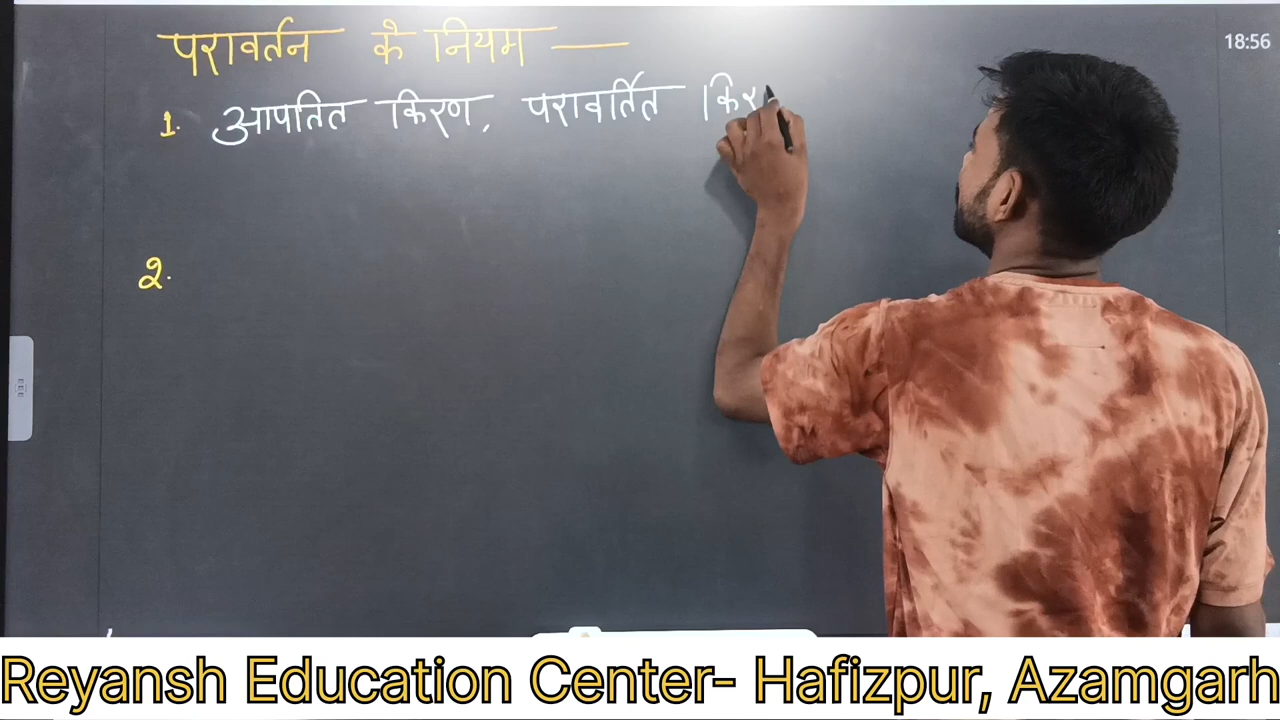 परावर्तन के नियम —
18:56
1. आपतित किरण, परावर्तित किर
2.
Reyansh Education Center- Hafizpur, Azamgarh